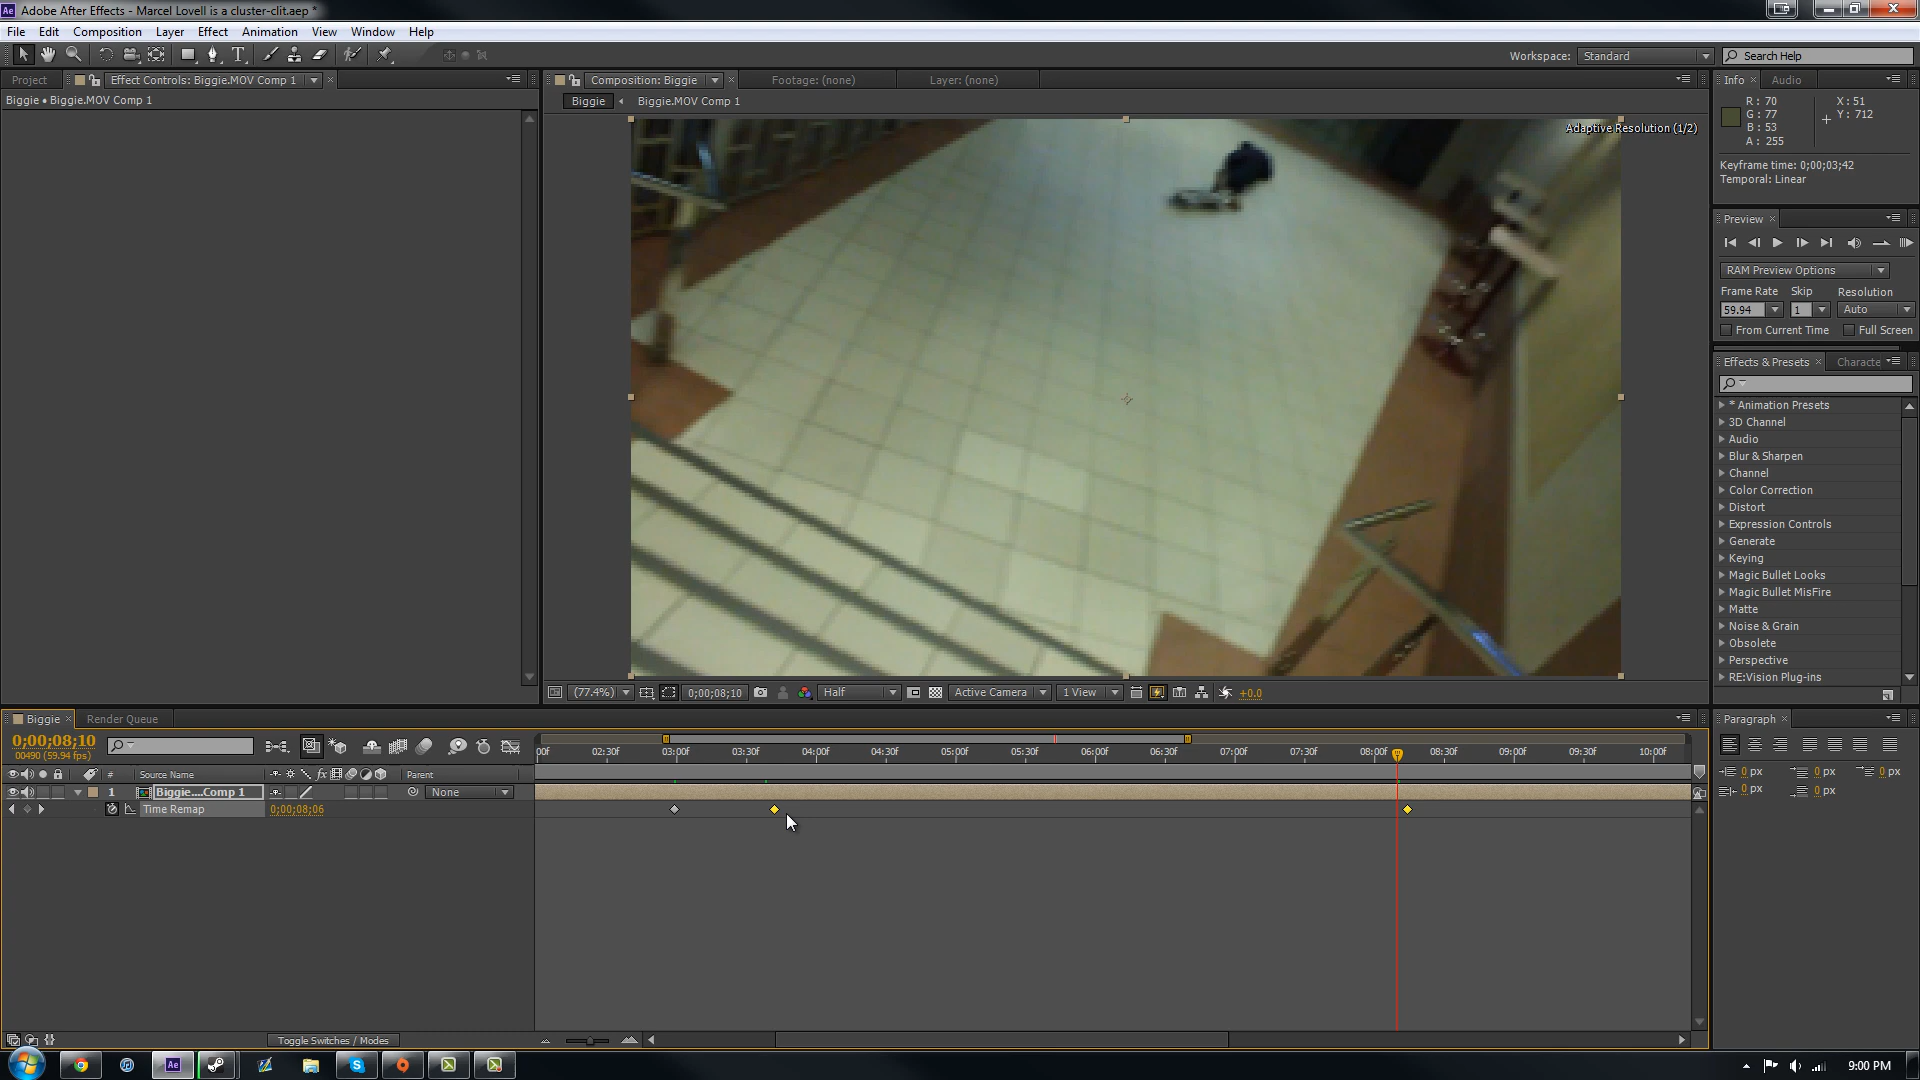 Adobe After Effects - Marcel Lovell is a cluster-clit.aep *
File Edit Composition Layer Effect Animation View Window Help
Workspace: Standard Search Help
Project Effect Controls: Biggie.MOV Comp 1
Biggie • Biggie.MOV Comp 1
Composition: Biggie Footage: (none) Layer: (none)
Biggie Biggie.MOV Comp 1
Adaptive Resolution (1/2)
(77.4%) 0;00;08;10 Half Active Camera 1 View +0.0
Info Audio
R: 70 X: 51
G: 77 Y: 712
B: 53
A: 255
Keyframe time: 0;00;03;42
Temporal: Linear
Preview
RAM Preview Options
Frame Rate Skip Resolution
59.94 1 Auto
From Current Time Full Screen
Effects & Presets Characte
* Animation Presets
3D Channel
Audio
Blur & Sharpen
Channel
Color Correction
Distort
Expression Controls
Generate
Keying
Magic Bullet Looks
Magic Bullet MisFire
Matte
Noise & Grain
Obsolete
Perspective
RE:Vision Plug-ins
Biggie Render Queue
0;00;08;10
00490 (59.94 fps)
00f 02:30f 03:00f 03:30f 04:00f 04:30f 05:00f 05:30f 06:00f 06:30f 07:00f 07:30f 08:00f 08:30f 09:00f 09:30f 10:00f
# Source Name fx Parent
1 Biggie....Comp 1 None
Time Remap 0;00;08;06
Toggle Switches / Modes
Paragraph
0 px 0 px 0 px
0 px 0 px
Ae
9:00 PM